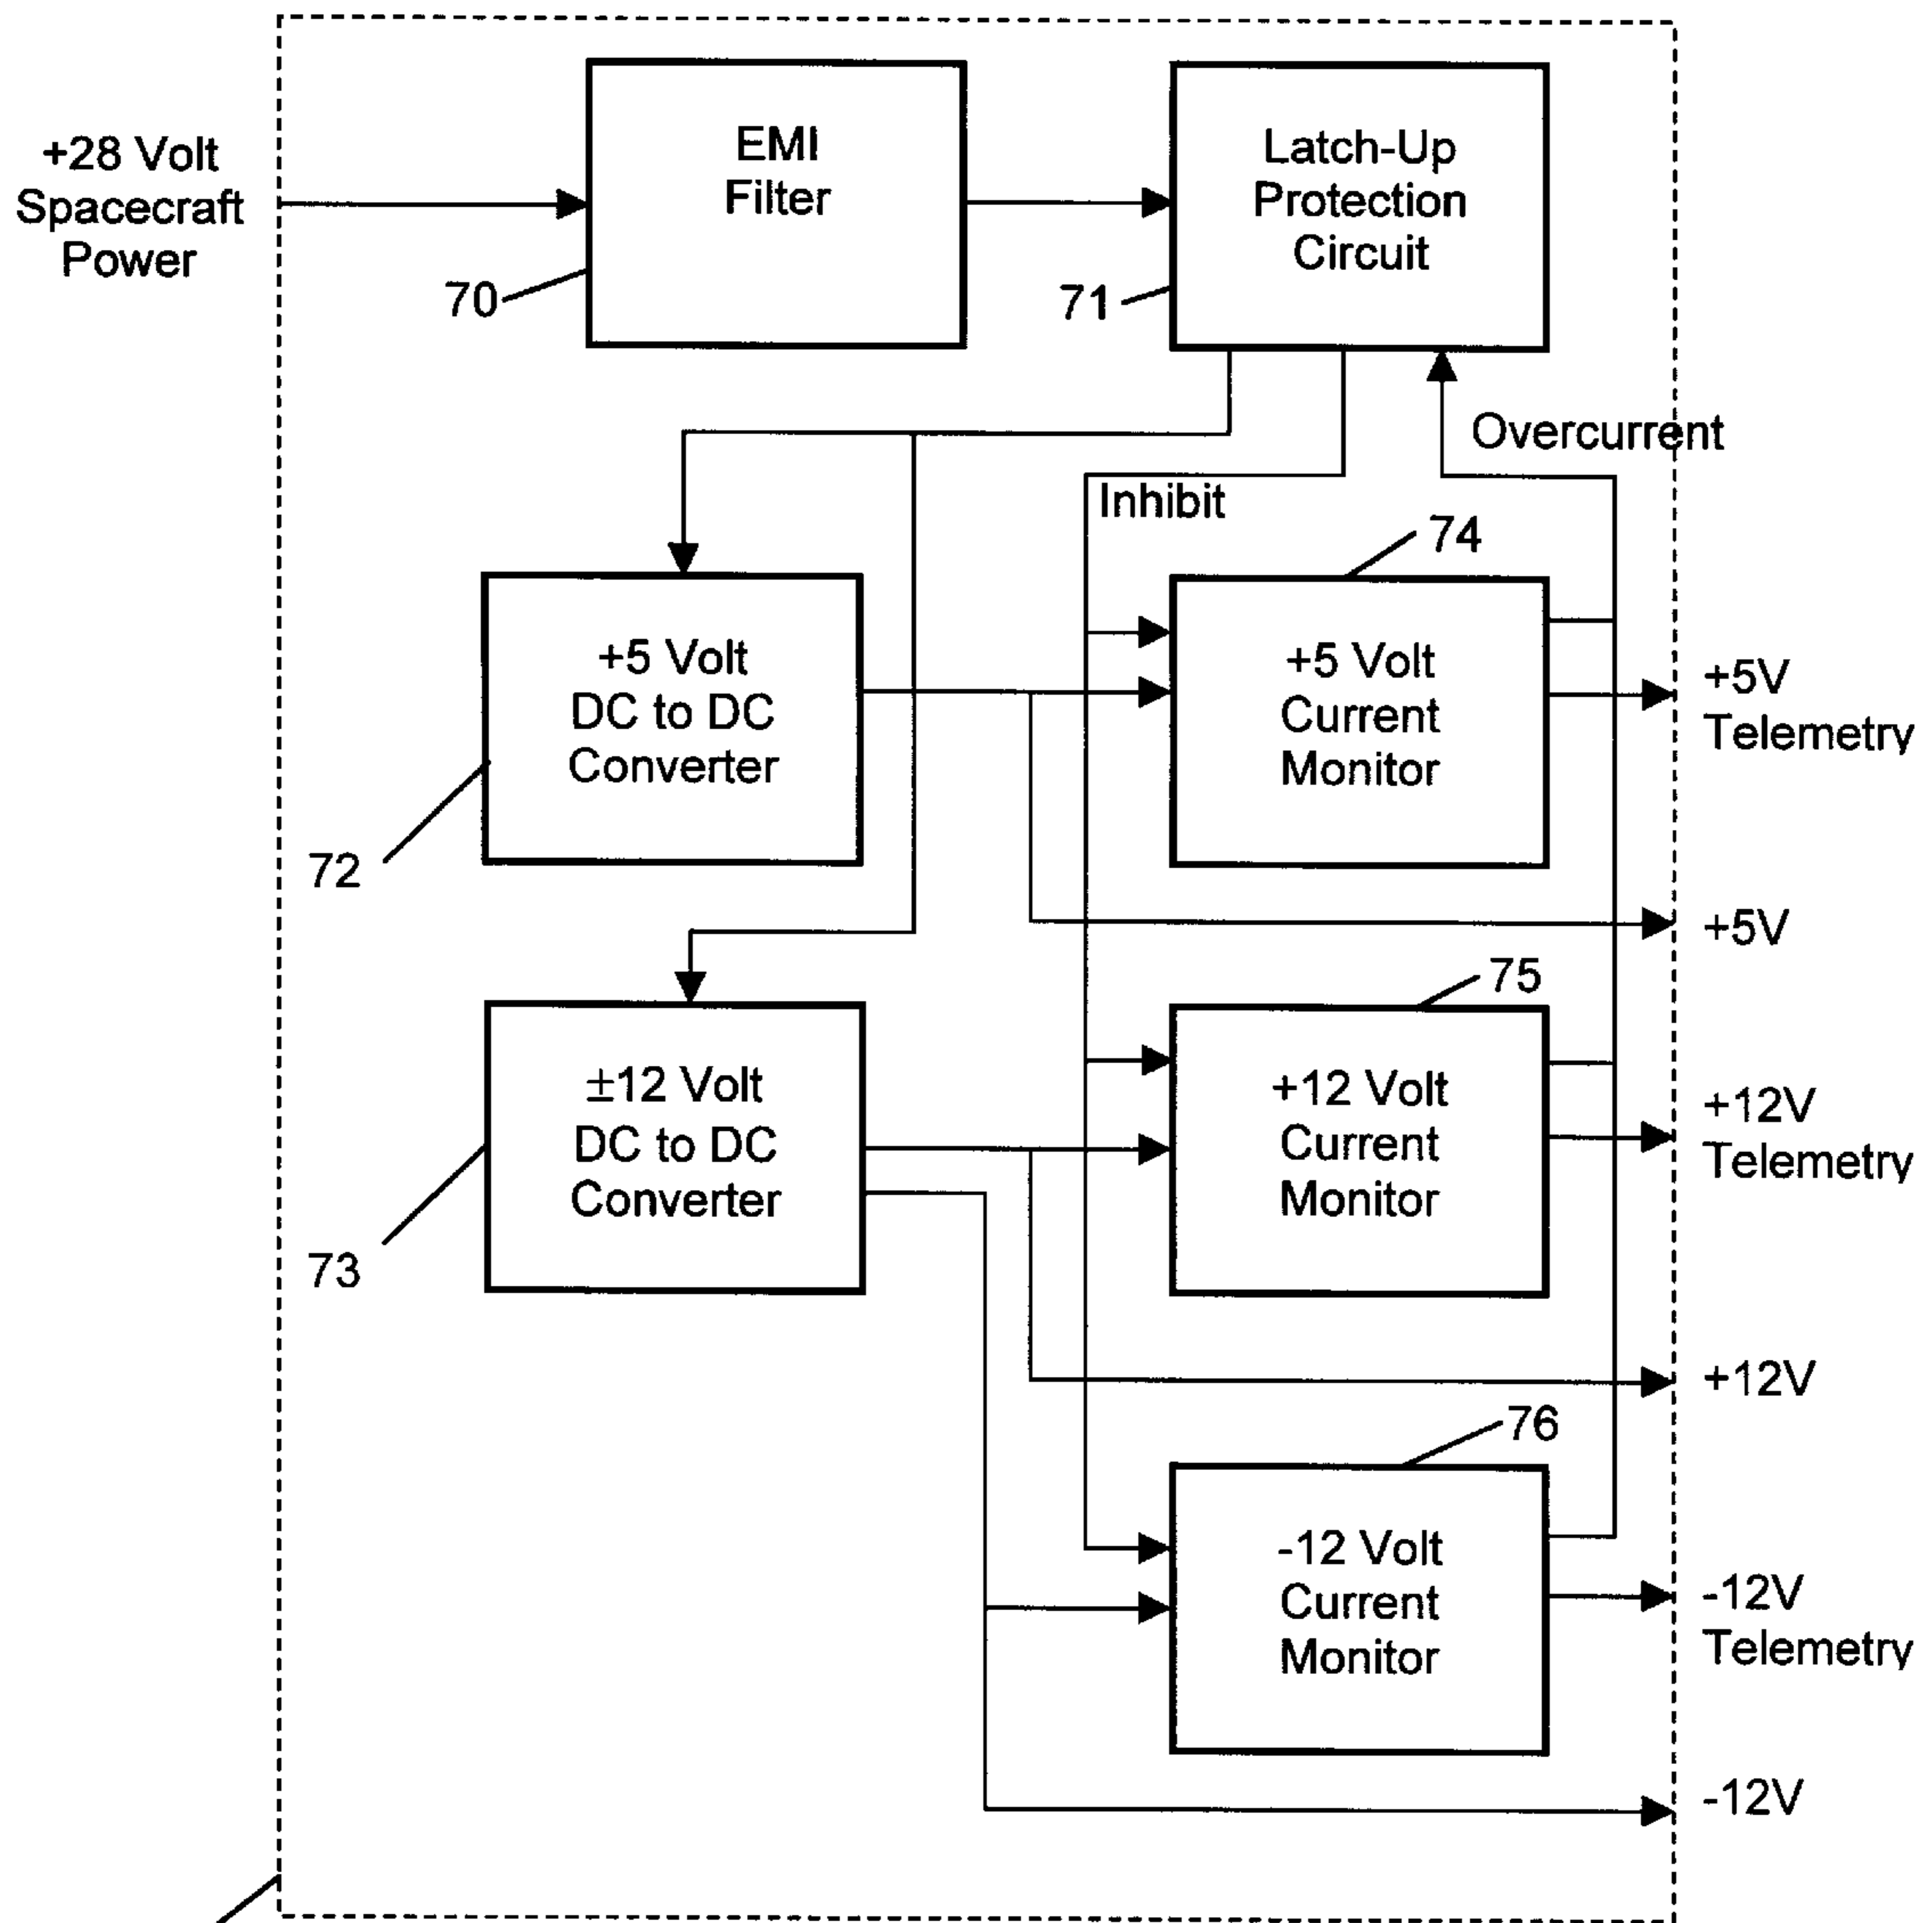 +28 Volt
Spacecraft
Power
EMI
Filter
70
Latch-Up
Protection
Circuit
71
Overcurrent
Inhibit
74
+5 Volt
DC to DC
Converter
72
+5 Volt
Current
Monitor
+5V
Telemetry
+5V
75
±12 Volt
DC to DC
Converter
73
+12 Volt
Current
Monitor
+12V
Telemetry
+12V
76
-12 Volt
Current
Monitor
-12V
Telemetry
-12V